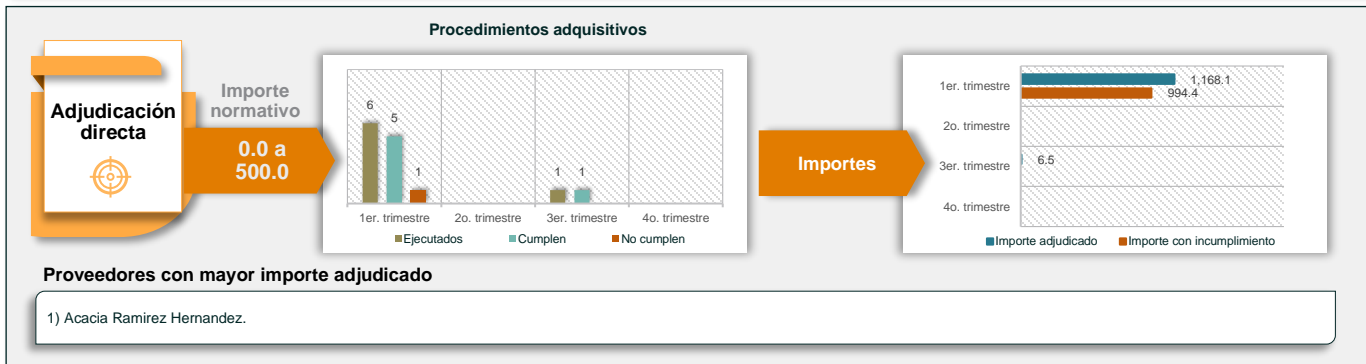 Procedimientos adquisitivos
Adjudicación
directa
Importe
normativo
0.0 a
500.0
6
5
1
1
1
1er. trimestre
2o. trimestre
3er. trimestre
4o. trimestre
Ejecutados
Cumplen
No cumplen
Importes
1er. trimestre
1,168.1
994.4
2o. trimestre
3er. trimestre
6.5
4o. trimestre
Importe adjudicado
Importe con incumplimiento
Proveedores con mayor importe adjudicado
1) Acacia Ramirez Hernandez.